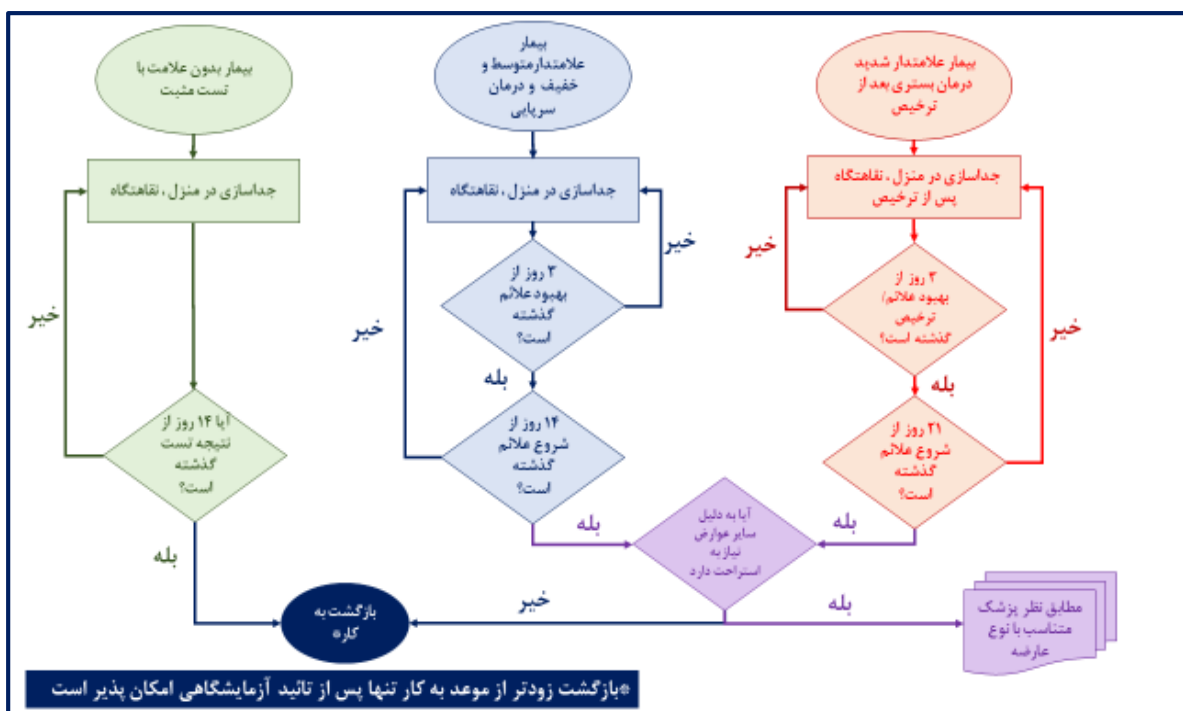 بیمار علامتدار شدید
درمان بستری بعد از
ترخیص
جداسازی در منزل ، نقاهتگاه
پس از ترخیص
خیر
۳ روز از
بهبود علائم/
ترخیص
گذشته است؟
خیر
بله
۲۱ روز از
شروع علائم
گذشته
است؟
بله
بیمار
علامتدارمتوسط و
خفیف و درمان
سرپایی
جداسازی در منزل ، نقاهتگاه
خیر
۳ روز از
بهبود علائم
گذشته
است؟
خیر
بله
۱۴ روز از
شروع علائم
گذشته
است؟
بله
بیمار بدون علامت با
تست مثبت
جداسازی در منزل ، نقاهتگاه
خیر
آیا ۱۴ روز از
نتیجه تست
گذشته
است؟
بله
آیا به دلیل
سایر عوارض
نیاز به
استراحت دارد
بله
مطابق نظر پزشک
متناسب با نوع
عارضه
خیر
بازگشت به
کار*
*بازگشت زودتر از موعد به کار تنها پس از تائید آزمایشگاهی امکان پذیر است